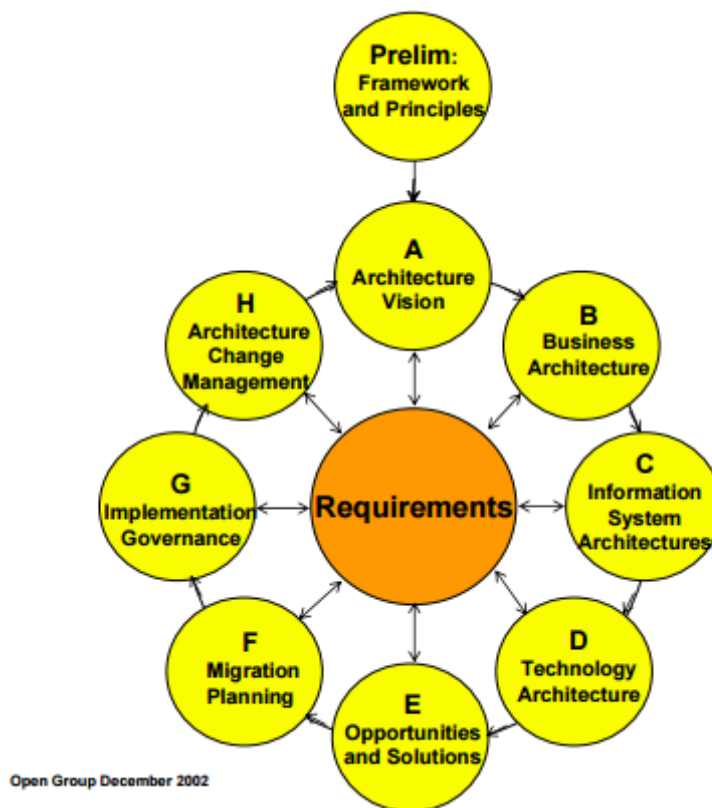 Prelim:
Framework
and Principles
A
Architecture
Vision
B
Business
Architecture
C
Information
System
Architectures
D
Technology
Architecture
E
Opportunities
and Solutions
F
Migration
Planning
G
Implementation
Governance
H
Architecture
Change
Management
Requirements
Open Group December 2002